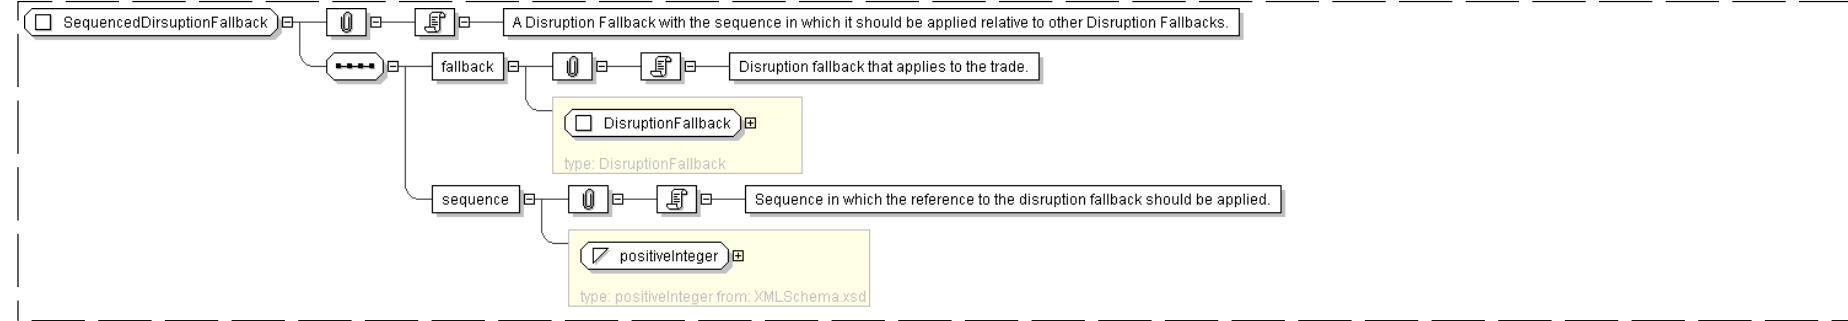 SequencedDirsuptionFallback
A Disruption Fallback with the sequence in which it should be applied relative to other Disruption Fallbacks.
fallback
Disruption fallback that applies to the trade.
DisruptionFallback
type: DisruptionFallback
sequence
Sequence in which the reference to the disruption fallback should be applied.
positiveInteger
type: positiveInteger from: XMLSchema.xsd